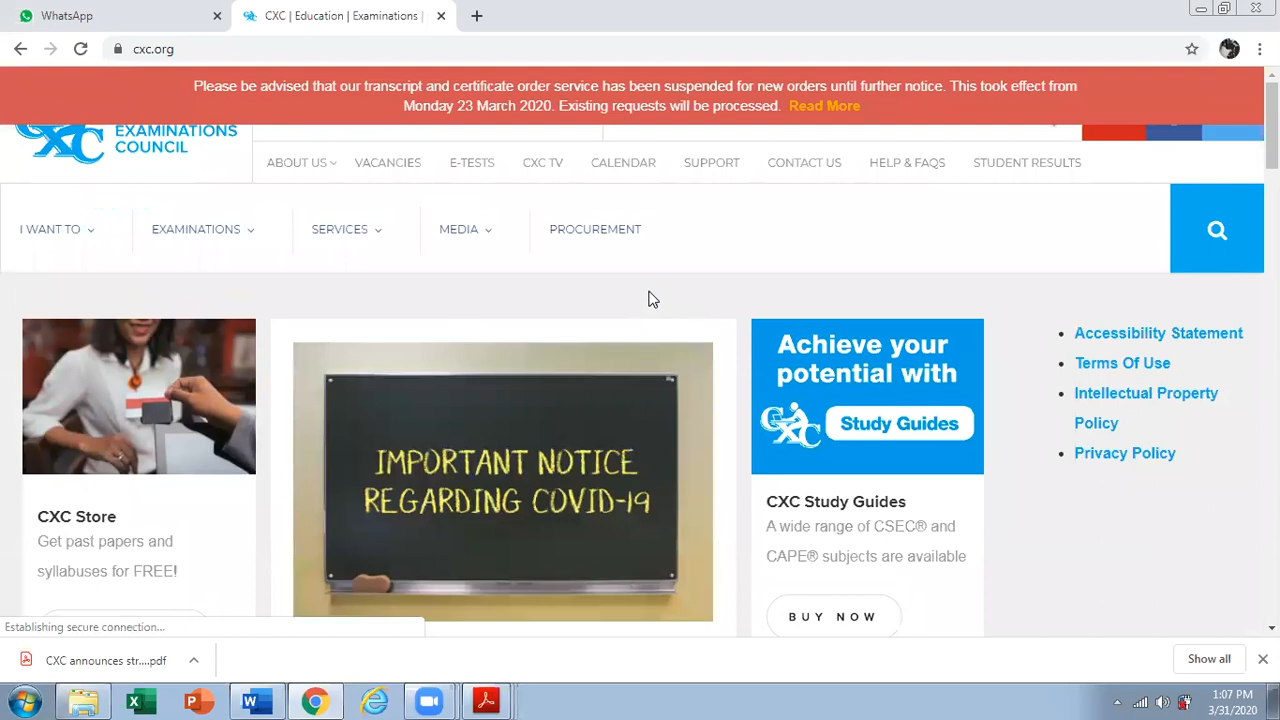 WhatsApp
CXC | Education | Examinations |
cxc.org
Please be advised that our transcript and certificate order service has been suspended for new orders until further notice. This took effect from
Monday 23 March 2020. Existing requests will be processed. Read More
CXC
EXAMINATIONS
COUNCIL
ABOUT US
VACANCIES
E-TESTS
CXC TV
CALENDAR
SUPPORT
CONTACT US
HELP & FAQS
STUDENT RESULTS
I WANT TO
EXAMINATIONS
SERVICES
MEDIA
PROCUREMENT
CXC Store
Get past papers and
syllabuses for FREE!
IMPORTANT NOTICE
REGARDING COVID-19
Achieve your
potential with
CXC
Study Guides
CXC Study Guides
A wide range of CSEC® and
CAPE® subjects are available
BUY NOW
Accessibility Statement
Terms Of Use
Intellectual Property
Policy
Privacy Policy
Establishing secure connection...
CXC announces str....pdf
Show all
1:07 PM
3/31/2020